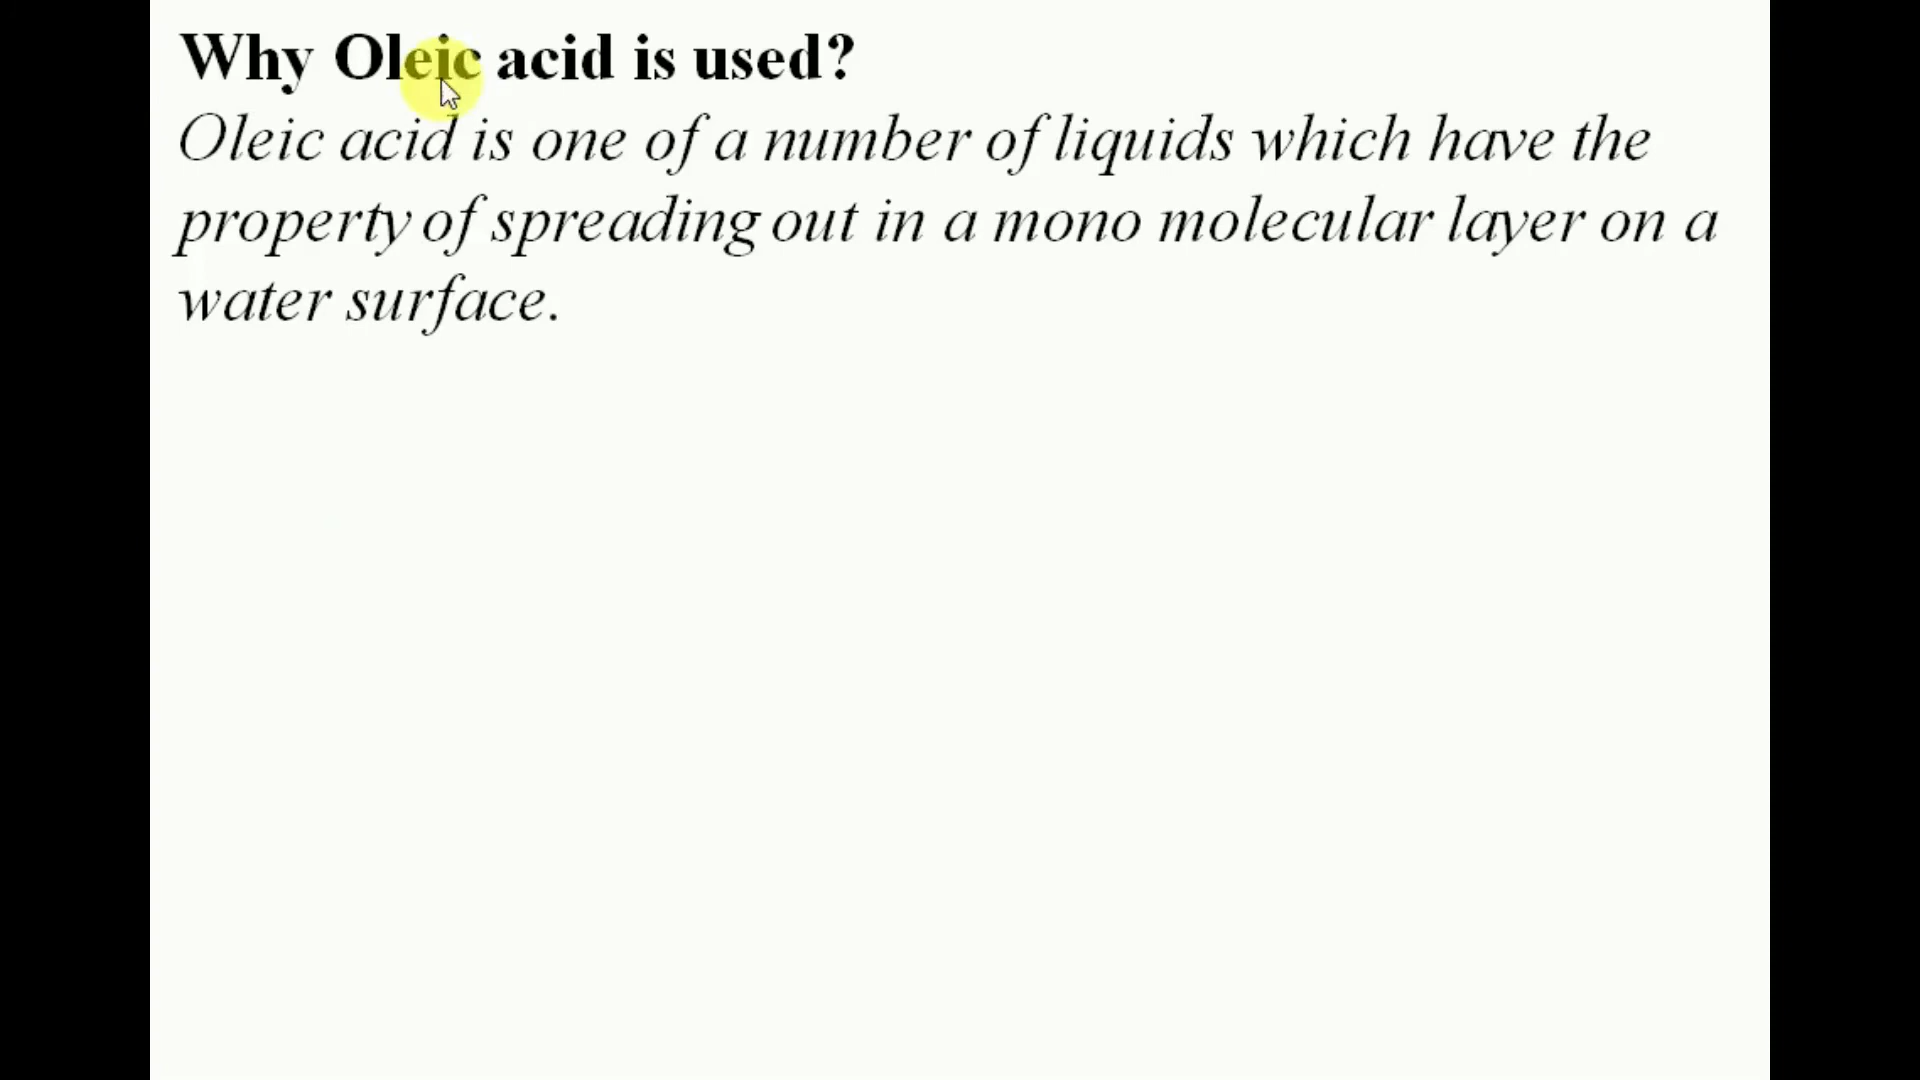 Why Oleic acid is used?
Oleic acid is one of a number of liquids which have the
property of spreading out in a mono molecular layer on a
water surface.